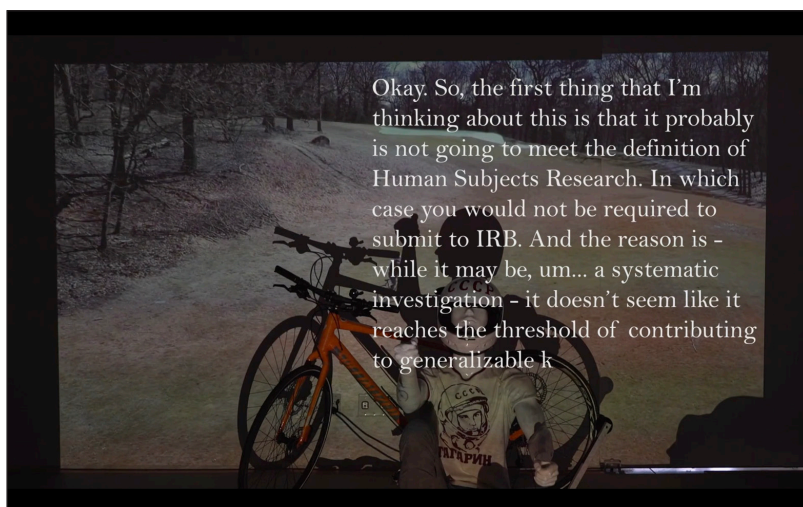 Okay. So, the first thing that I’m
thinking about this is that it probably
is not going to meet the definition of
Human Subjects Research. In which
case you would not be required to
submit to IRB. And the reason is -
while it may be, um... a systematic
investigation - it doesn’t seem like it
reaches the threshold of contributing
to generalizable k
СССР
СССР
ГАГАРИН